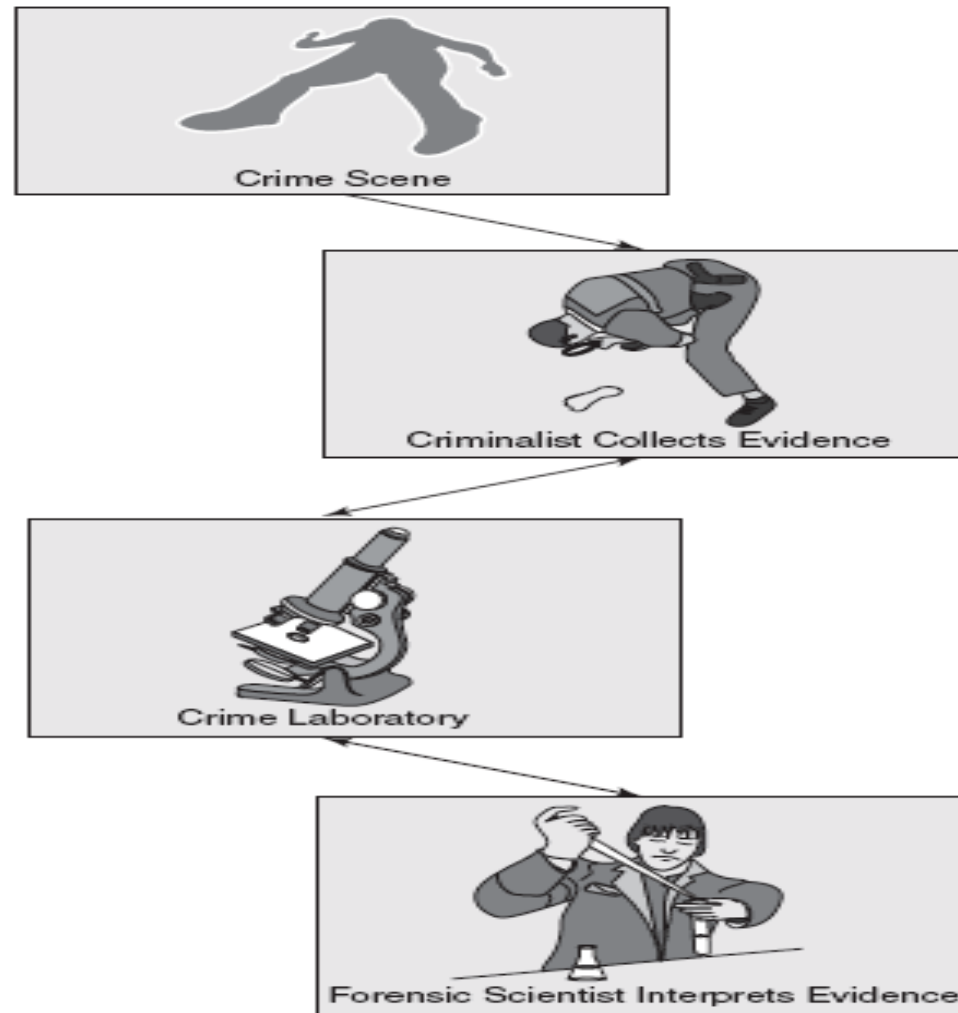 Crime Scene
Criminalist Collects Evidence
Crime Laboratory
Forensic Scientist Interprets Evidence